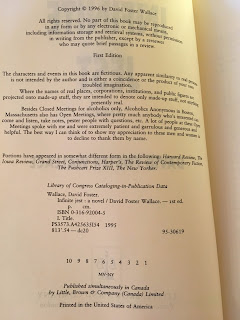 Copyright © 1996 by David Foster Wallace
All rights reserved. No part of this book may be reproduced
in any form or by any electronic or mechanical means,
including information storage and retrieval systems, without permission
in writing from the publisher, except by a reviewer
who may quote brief passages in a review.
First Edition
The characters and events in this book are fictitious. Any apparent similarity to real persons
is not intended by the author and is either a coincidence or the product of your own
troubled imagination.
Where the names of real places, corporations, institutions, and public figures are
projected onto made-up stuff, they are intended to denote only made-up stuff, not anything
presently real.
Besides Closed Meetings for alcoholics only, Alcoholics Anonymous in Boston,
Massachusetts also has Open Meetings, where pretty much anybody who's interested can
come and listen, take notes, pester people with questions, etc. A lot of people at these Open
Meetings spoke with me and were extremely patient and garrulous and generous and
helpful. The best way I can think of to show my appreciation to these men and women is
to decline to thank them by name.
Portions have appeared in somewhat different form in the following: Harvard Review, The
Iowa Review, Grand Street, Conjunctions, Harper's, The Review of Contemporary Fiction,
The Pushcart Prize XIII, The New Yorker.
Library of Congress Cataloging-in-Publication Data
Wallace, David Foster.
Infinite jest : a novel / David Foster Wallace. — 1st ed.
p. cm.
ISBN 0-316-92004-5
I. Title.
PS3573.A425635I54 1995
813'.54—dc20 95-30619
10 9 8 7 6 5 4 3 2 1
MV-NY
Published simultaneously in Canada
by Little, Brown & Company (Canada) Limited
Printed in the United States of America